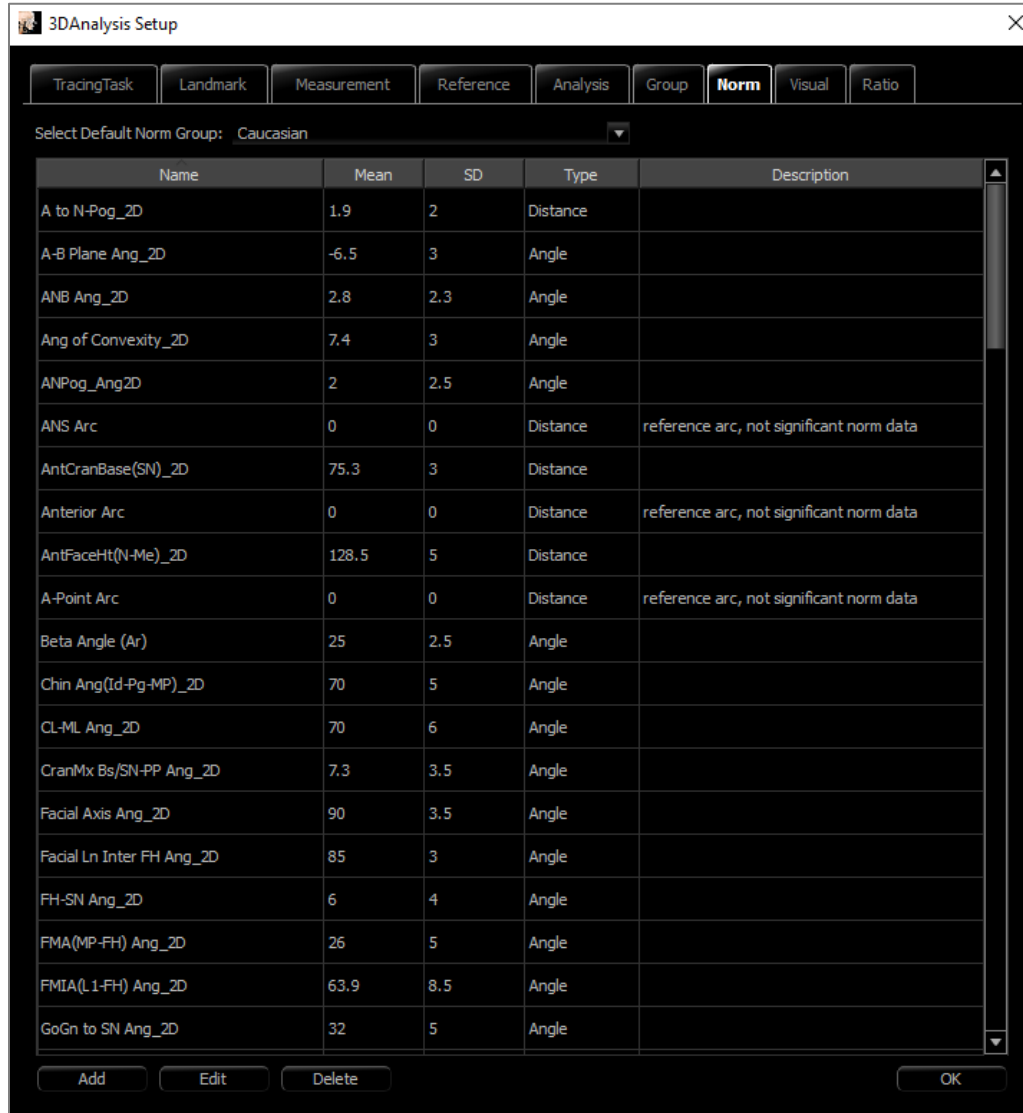 3DAnalysis Setup
TracingTask Landmark Measurement Reference Analysis Group Norm Visual Ratio
Select Default Norm Group: Caucasian
Name Mean SD Type Description
A to N-Pog_2D 1.9 2 Distance
A-B Plane Ang_2D -6.5 3 Angle
ANB Ang_2D 2.8 2.3 Angle
Ang of Convexity_2D 7.4 3 Angle
ANPog_Ang2D 2 2.5 Angle
ANS Arc 0 0 Distance reference arc, not significant norm data
AntCranBase(SN)_2D 75.3 3 Distance
Anterior Arc 0 0 Distance reference arc, not significant norm data
AntFaceHt(N-Me)_2D 128.5 5 Distance
A-Point Arc 0 0 Distance reference arc, not significant norm data
Beta Angle (Ar) 25 2.5 Angle
Chin Ang(Id-Pg-MP)_2D 70 5 Angle
CL-ML Ang_2D 70 6 Angle
CranMx Bs/SN-PP Ang_2D 7.3 3.5 Angle
Facial Axis Ang_2D 90 3.5 Angle
Facial Ln Inter FH Ang_2D 85 3 Angle
FH-SN Ang_2D 6 4 Angle
FMA(MP-FH) Ang_2D 26 5 Angle
FMIA(L1-FH) Ang_2D 63.9 8.5 Angle
GoGn to SN Ang_2D 32 5 Angle
Add Edit Delete OK